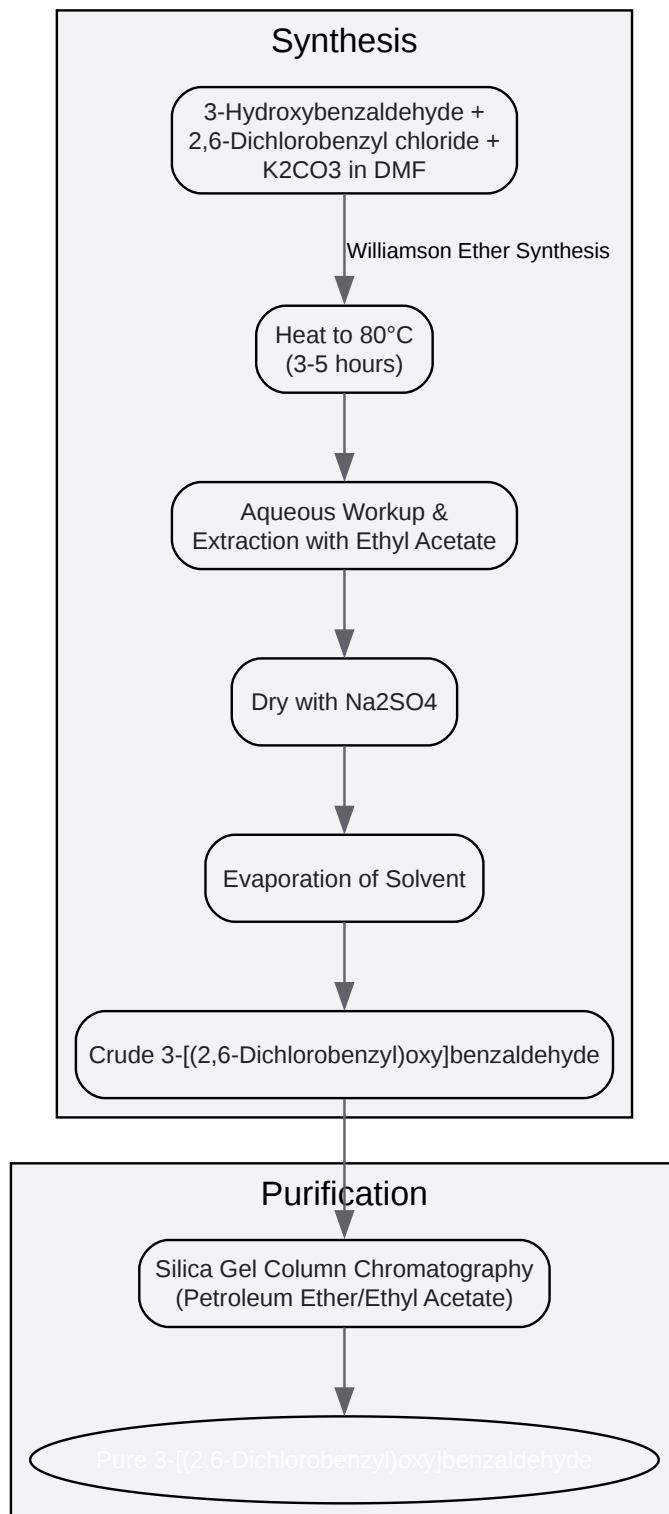 Synthesis
3-Hydroxybenzaldehyde +
2,6-Dichlorobenzyl chloride +
K2CO3 in DMF
Williamson Ether Synthesis
Heat to 80°C
(3-5 hours)
Aqueous Workup &
Extraction with Ethyl Acetate
Dry with Na2SO4
Evaporation of Solvent
Crude 3-[(2,6-Dichlorobenzyl)oxy]benzaldehyde
Purification
Silica Gel Column Chromatography
(Petroleum Ether/Ethyl Acetate)
Pure 3-[(2,6-Dichlorobenzyl)oxy]benzaldehyde